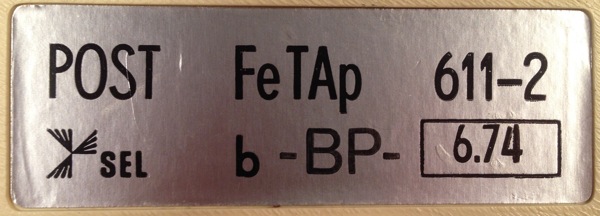 POST FeTAp 611-2
SEL b -BP- 6.74